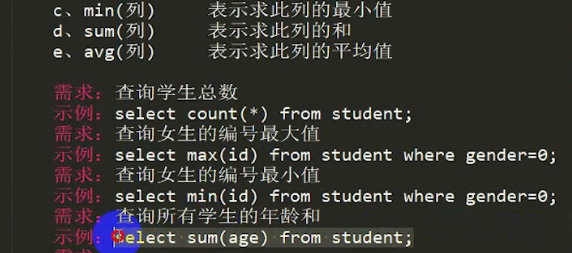 c、min(列) 表示求此列的最小值
d、sum(列) 表示求此列的和
e、avg(列) 表示求此列的平均值
需求：查询学生总数
示例：select count(*) from student;
需求：查询女生的编号最大值
示例：select max(id) from student where gender=0;
需求：查询女生的编号最小值
示例：select min(id) from student where gender=0;
需求：查询所有学生的年龄和
示例：select sum(age) from student;